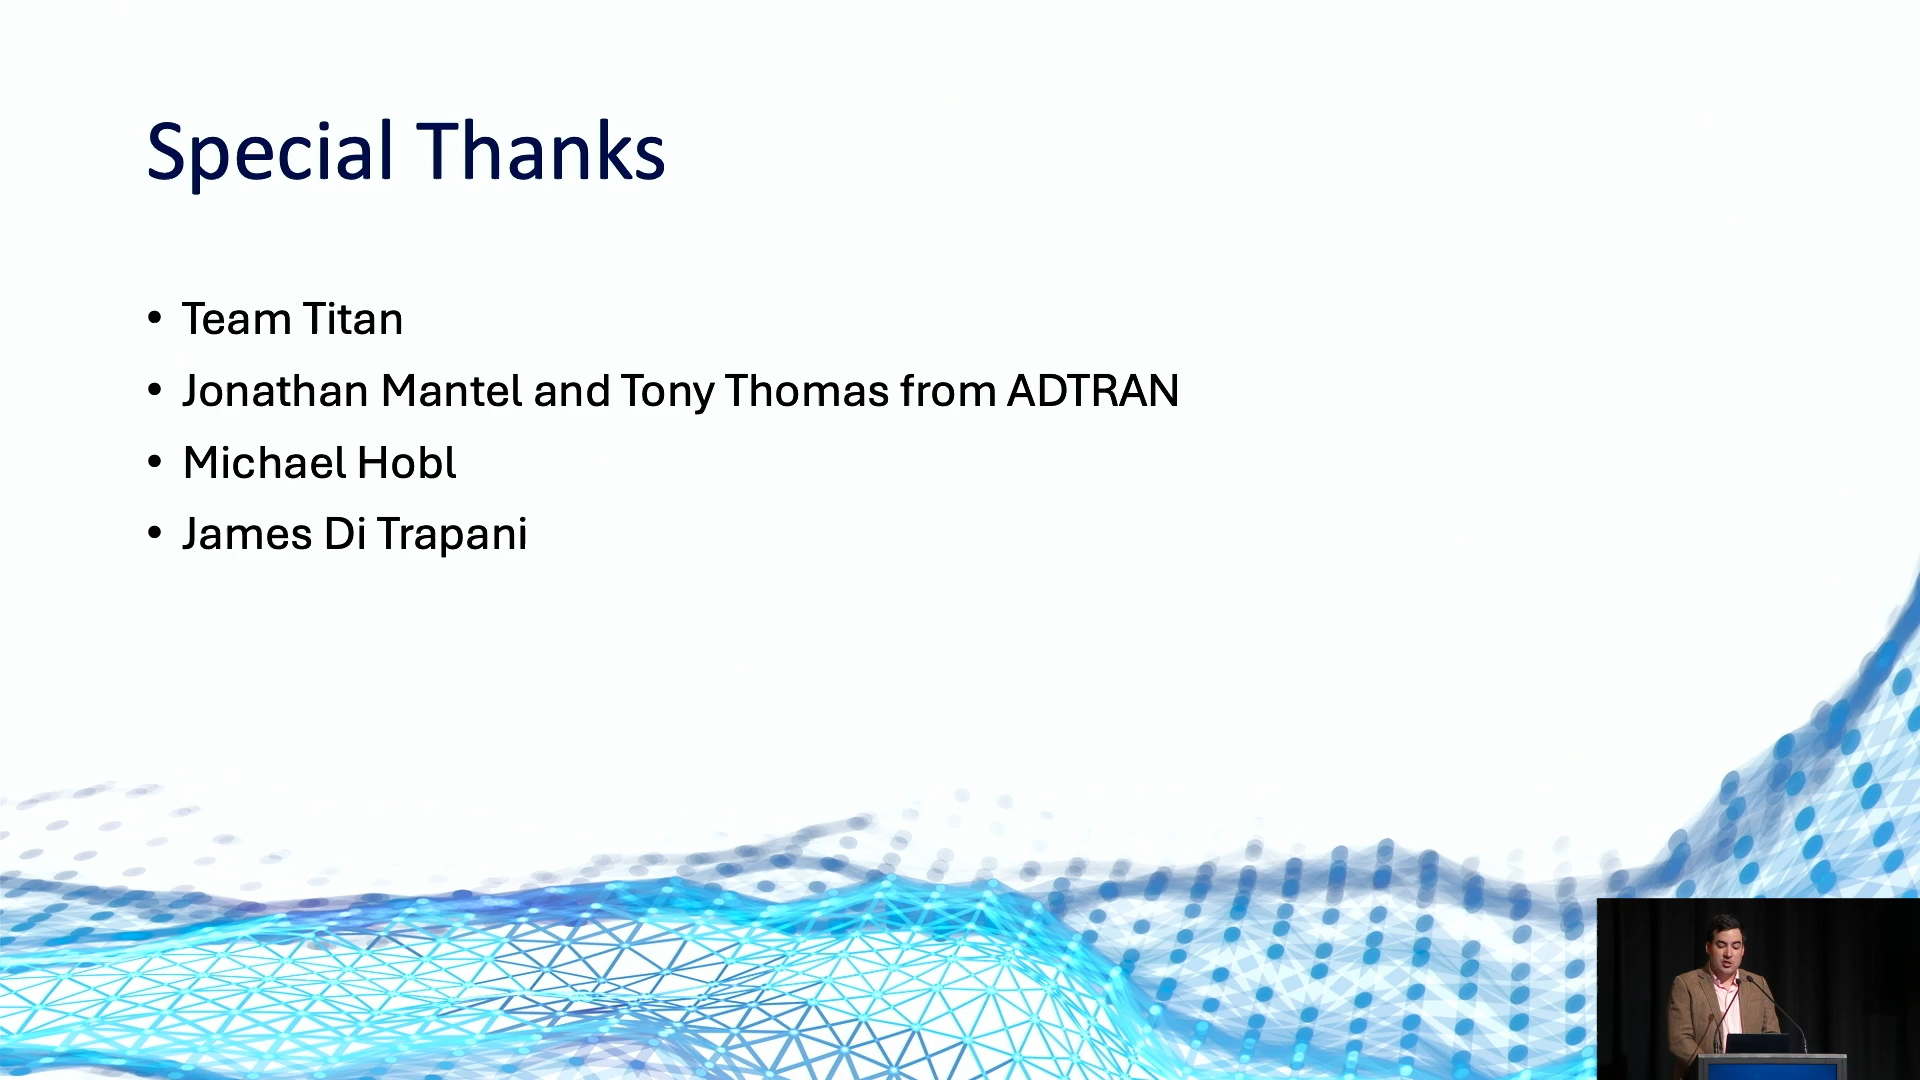 Special Thanks
• Team Titan
• Jonathan Mantel and Tony Thomas from ADTRAN
• Michael Hobl
• James Di Trapani